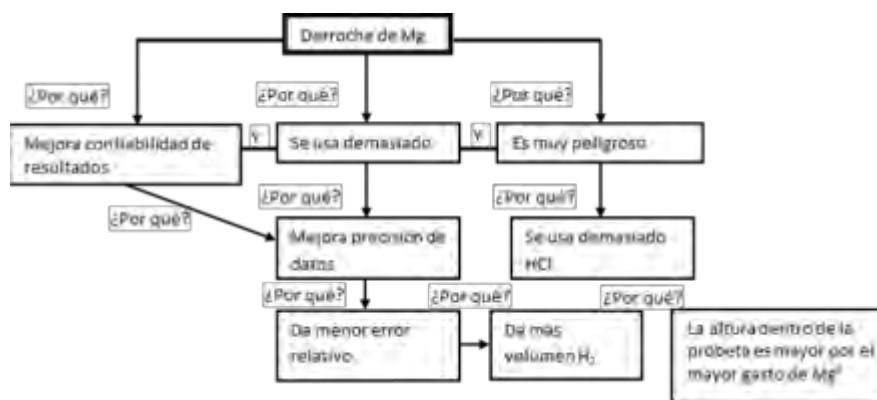 Derroche de Mg
¿Por qué?
¿Por qué?
¿Por qué?
Mejora confiabilidad de
resultados
Y
Se usa demasiado
Y
Es muy peligroso
¿Por qué?
¿Por qué?
¿Por qué?
Mejora precisión de
datos
Se usa demasiado
HCl
¿Por qué?
¿Por qué?
¿Por qué?
Da menor error
relativo
Da más
volumen H₂
La altura dentro de la
probeta es mayor por el
mayor gasto de Mg